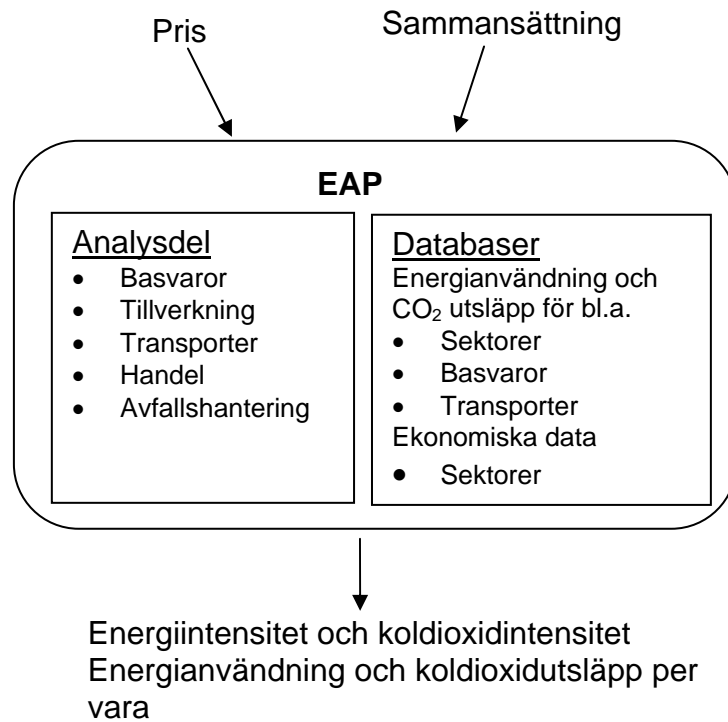 Pris
Sammansättning
EAP
Analysdel
• Basvaror
• Tillverkning
• Transporter
• Handel
• Avfallshantering
Databaser
Energianvändning och
CO₂ utsläpp för bl.a.
• Sektorer
• Basvaror
• Transporter
Ekonomiska data
• Sektorer
Energiintensitet och koldioxidintensitet
Energianvändning och koldioxidutsläpp per
vara